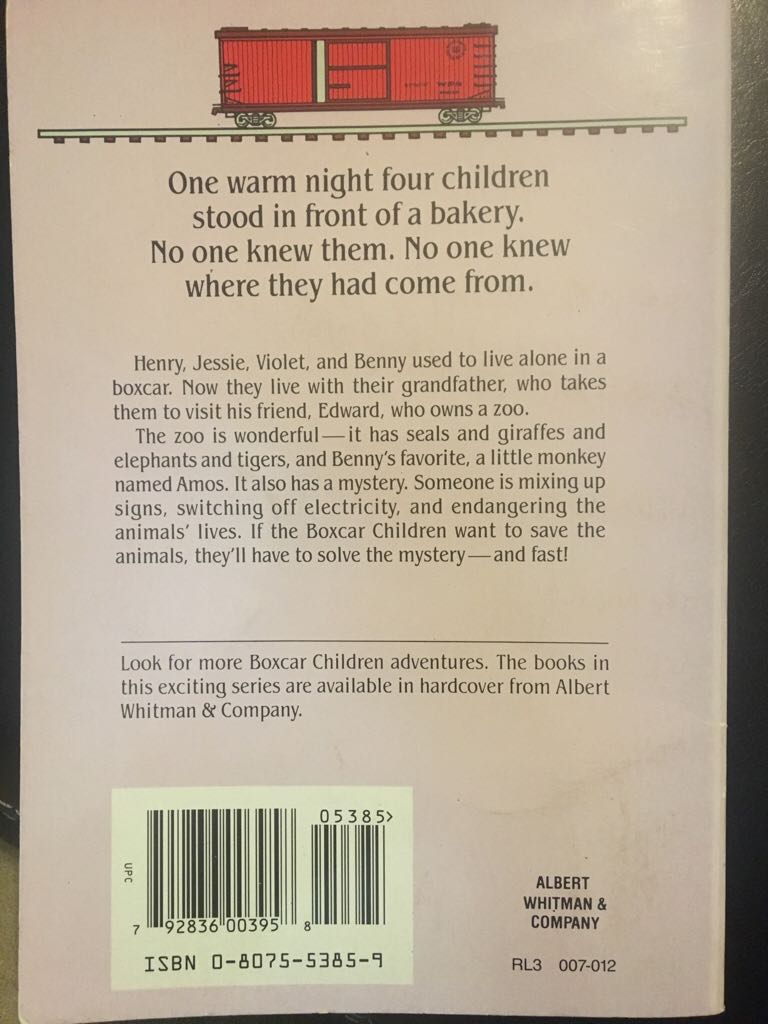 One warm night four children
stood in front of a bakery.
No one knew them. No one knew
where they had come from.
Henry, Jessie, Violet, and Benny used to live alone in a
boxcar. Now they live with their grandfather, who takes
them to visit his friend, Edward, who owns a zoo.
The zoo is wonderful—it has seals and giraffes and
elephants and tigers, and Benny's favorite, a little monkey
named Amos. It also has a mystery. Someone is mixing up
signs, switching off electricity, and endangering the
animals' lives. If the Boxcar Children want to save the
animals, they'll have to solve the mystery—and fast!
Look for more Boxcar Children adventures. The books in
this exciting series are available in hardcover from Albert
Whitman & Company.
05385>
UPC
7 92836 00395 8
ISBN 0-8075-5385-9
ALBERT
WHITMAN &
COMPANY
RL3 007-012